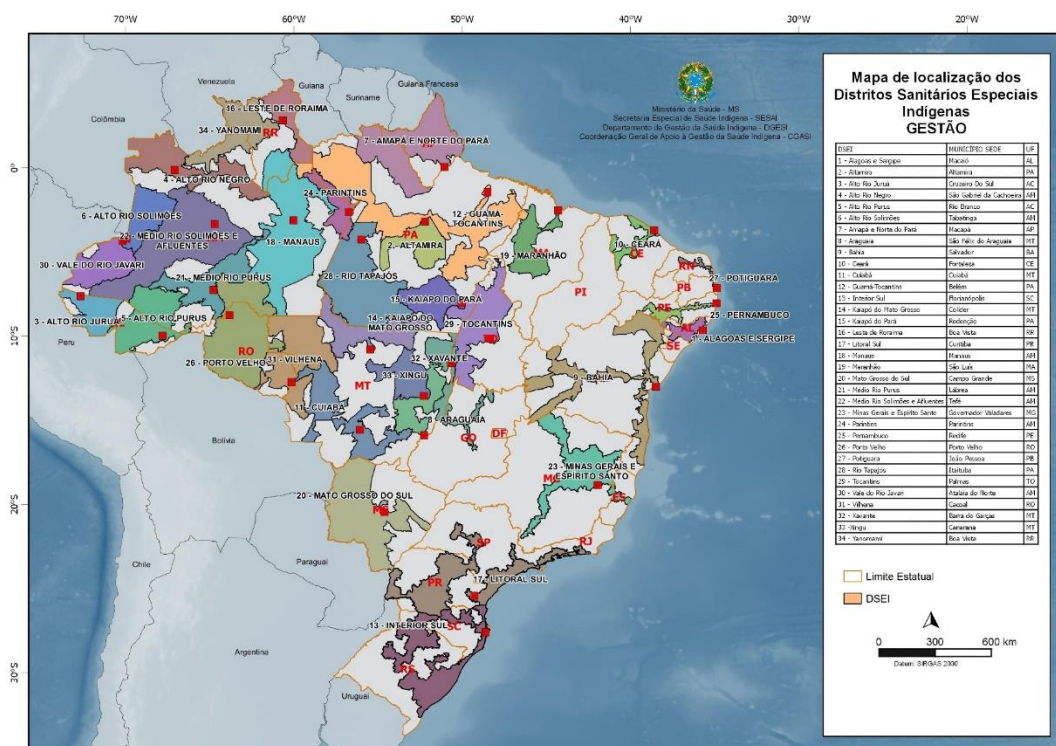 70°W 60°W 50°W 40°W 30°W 20°W
0°
10°S
20°S
30°S
Venezuela
Guiana
Suriname
Guiana Francesa
Colômbia
Peru
Bolívia
Chile
Paraguai
Argentina
Uruguai
16 - LESTE DE RORAIMA
34 - YANOMAMI
RR
7 - AMAPÁ E NORTE DO PARÁ
4 - ALTO RIO NEGRO
24 - PARINTINS
6 - ALTO RIO SOLIMÕES
22 - MÉDIO RIO SOLIMÕES E
AFLUENTES
18 - MANAUS
12 - GUAMÁ-
TOCANTINS
PA
2 - ALTAMIRA
19 - MARANHÃO
MA
10 - CEARÁ
CE
30 - VALE DO RIO JAVARI
21 - MÉDIO RIO PURUS
28 - RIO TAPAJÓS
RN
27 - POTIGUARA
PB
PI
15 - KAIAPÓ DO PARÁ
14 - KAIAPÓ DO
MATO GROSSO
29 - TOCANTINS
PE
25 - PERNAMBUCO
3 - ALTO RIO JURUÁ
5 - ALTO RIO PURUS
AL
1 - ALAGOAS E SERGIPE
SE
RO
26 - PORTO VELHO
31 - VILHENA
32 - XAVANTE
MT
33 - XINGU
9 - BAHIA
11 - CUIABÁ
8 - ARAGUAIA
GO
DF
23 - MINAS GERAIS E
ESPÍRITO SANTO
MG
ES
20 - MATO GROSSO DO SUL
MS
SP
RJ
PR
17 - LITORAL SUL
13 - INTERIOR SUL
SC
RS
Ministério da Saúde - MS
Secretaria Especial de Saúde Indígena - SESAI
Departamento de Gestão da Saúde Indígena - DGESI
Coordenação Geral de Apoio à Gestão da Saúde Indígena - CGASI
Mapa de localização dos
Distritos Sanitários Especiais
Indígenas
GESTÃO
DSEI MUNICÍPIO SEDE UF
1 - Alagoas e Sergipe Maceió AL
2 - Altamira Altamira PA
3 - Alto Rio Juruá Cruzeiro Do Sul AC
4 - Alto Rio Negro São Gabriel da Cachoeira AM
5 - Alto Rio Purus Rio Branco AC
6 - Alto Rio Solimões Tabatinga AM
7 - Amapá e Norte do Pará Macapá AP
8 - Araguaia São Félix do Araguaia MT
9 - Bahia Salvador BA
10 - Ceará Fortaleza CE
11 - Cuiabá Cuiabá MT
12 - Guamá-Tocantins Belém PA
13 - Interior Sul Florianópolis SC
14 - Kaiapó do Mato Grosso Colider MT
15 - Kaiapó do Pará Redenção PA
16 - Leste de Roraima Boa Vista RR
17 - Litoral Sul Curitiba PR
18 - Manaus Manaus AM
19 - Maranhão São Luís MA
20 - Mato Grosso do Sul Campo Grande MS
21 - Médio Rio Purus Lábrea AM
22 - Médio Rio Solimões e Afluentes Tefé AM
23 - Minas Gerais e Espírito Santo Governador Valadares MG
24 - Parintins Parintins AM
25 - Pernambuco Recife PE
26 - Porto Velho Porto Velho RO
27 - Potiguara João Pessoa PB
28 - Rio Tapajós Itaituba PA
29 - Tocantins Palmas TO
30 - Vale do Rio Javari Atalaia do Norte AM
31 - Vilhena Cacoal RO
32 - Xavante Barra do Garças MT
33 - Xingu Canarana MT
34 - Yanomami Boa Vista RR
Limite Estatual
DSEI
0 300 600 km
Datum: SIRGAS 2000